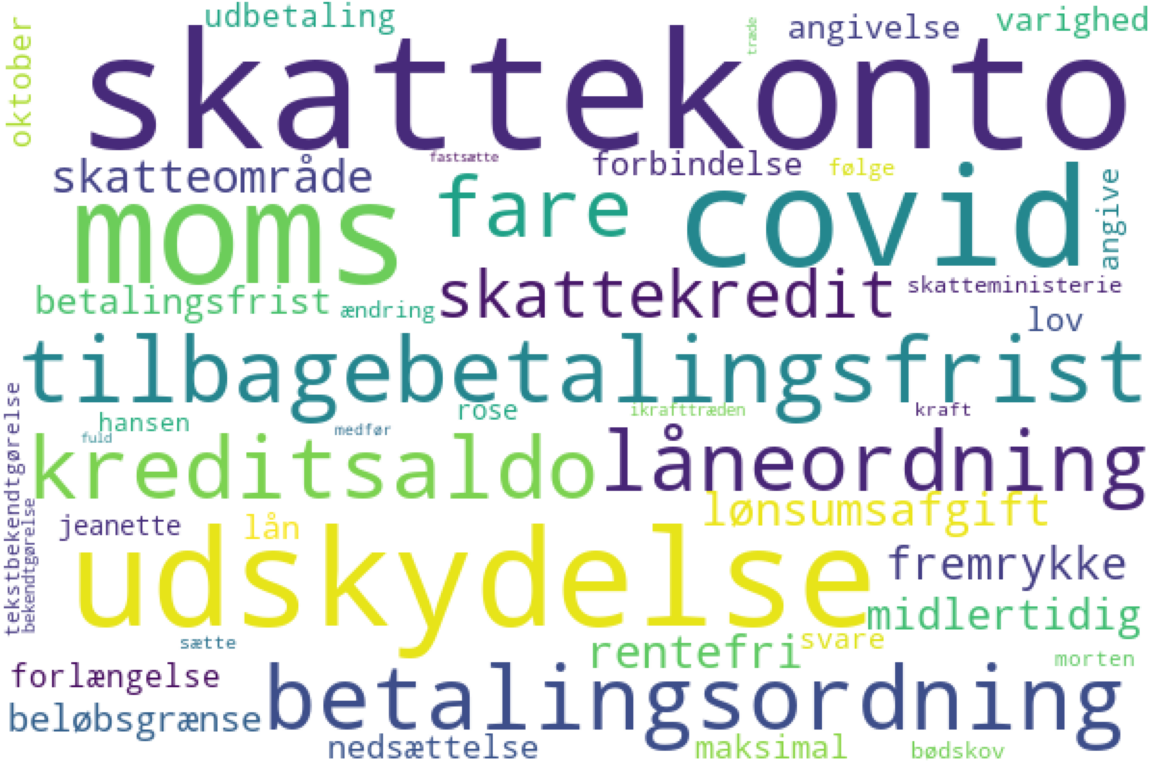 udbetaling
træde
angivelse
varighed
oktober
skattekonto
fastsætte
forbindelse
følge
skatteområde
fare
covid
angive
moms
betalingsfrist
ændring
skattekredit
skatteministerie
lov
tilbagebetalingsfrist
tekstbekendtgørelse
hansen
rose
ikrafttræden
kraft
fuld
medfør
kreditsaldo
låneordning
bekendtgørelse
jeanette
lån
lønsumsafgift
udskydelse
fremrykke
midlertidig
sætte
rentefri
svare
morten
forlængelse
betalingsordning
beløbsgrænse
nedsættelse
maksimal
bødskov